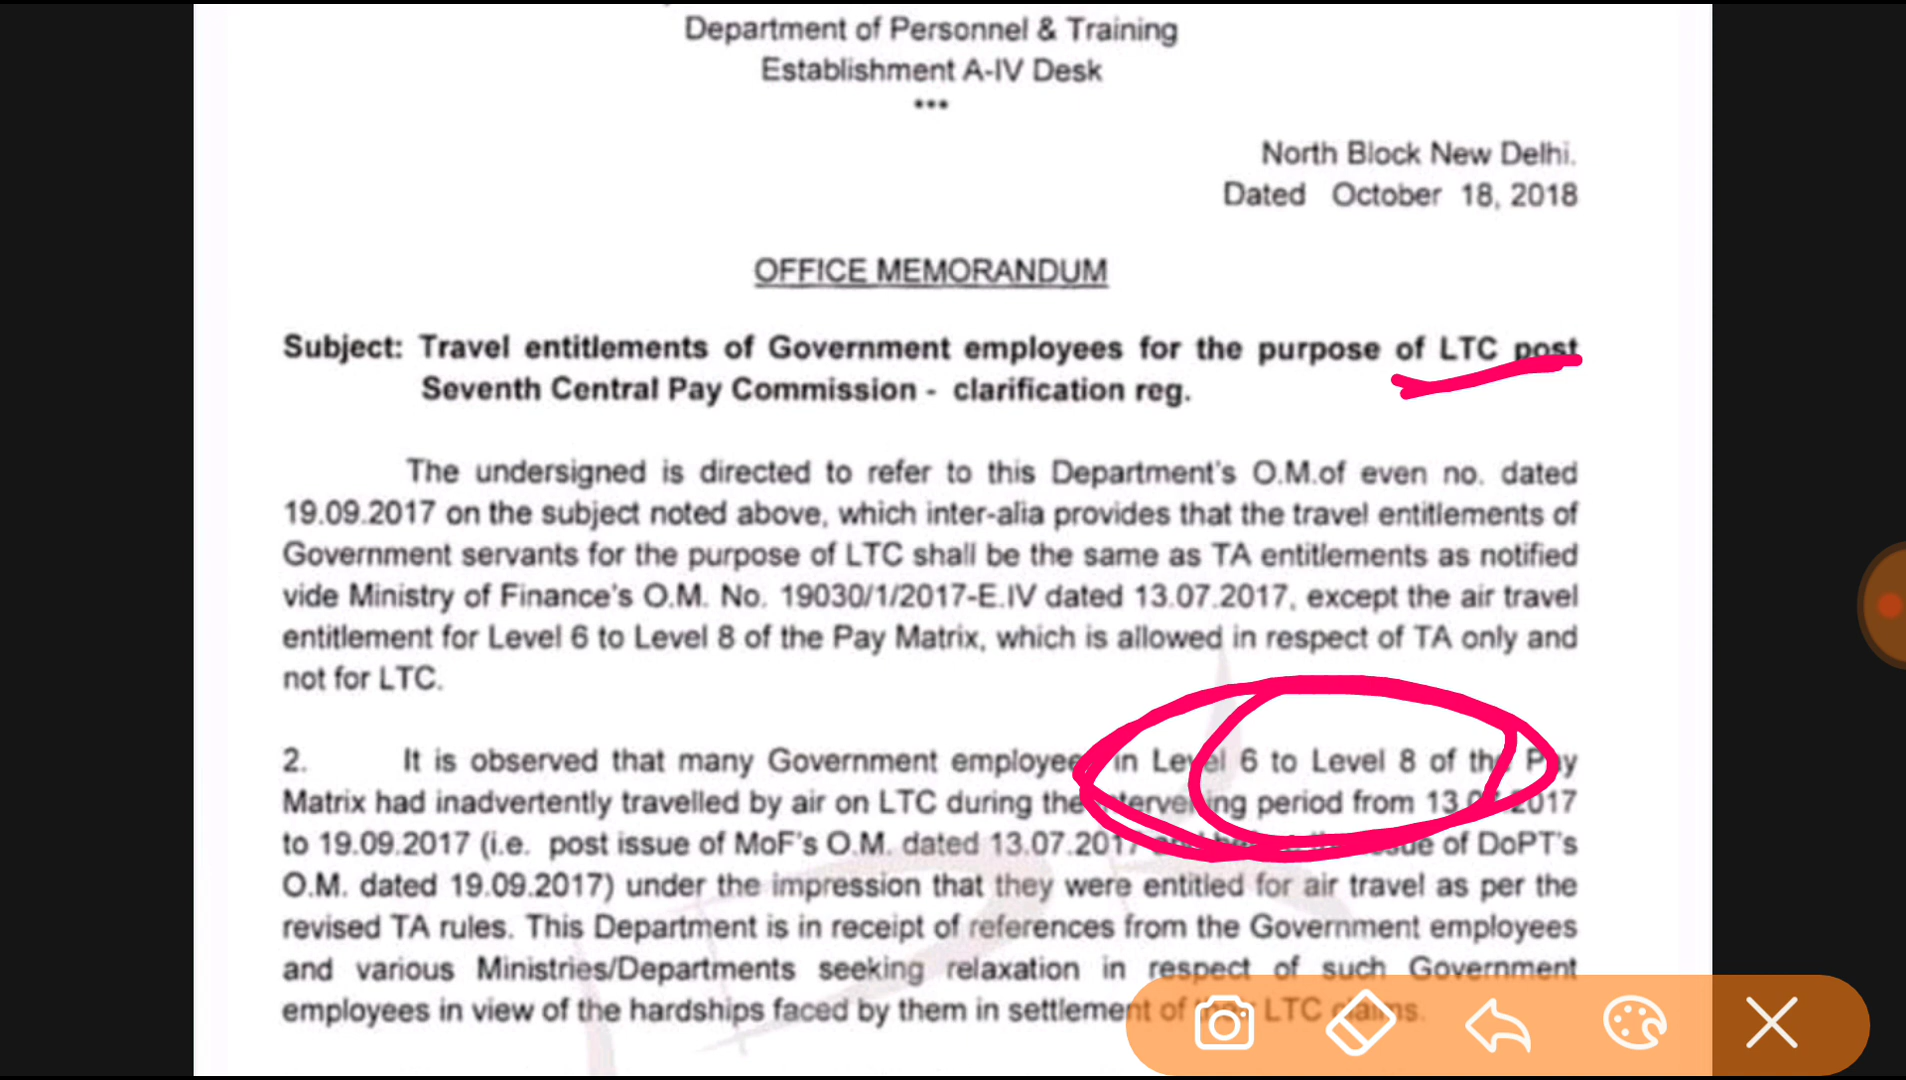 Department of Personnel & Training
Establishment A-IV Desk
***
North Block New Delhi.
Dated October 18, 2018
OFFICE MEMORANDUM
Subject: Travel entitlements of Government employees for the purpose of LTC post
Seventh Central Pay Commission - clarification reg.
The undersigned is directed to refer to this Department's O.M.of even no. dated
19.09.2017 on the subject noted above, which inter-alia provides that the travel entitlements of
Government servants for the purpose of LTC shall be the same as TA entitlements as notified
vide Ministry of Finance's O.M. No. 19030/1/2017-E.IV dated 13.07.2017, except the air travel
entitlement for Level 6 to Level 8 of the Pay Matrix, which is allowed in respect of TA only and
not for LTC.
2. It is observed that many Government employees in Level 6 to Level 8 of the Pay
Matrix had inadvertently travelled by air on LTC during the intervening period from 13.07.2017
to 19.09.2017 (i.e. post issue of MoF's O.M. dated 13.07.2017 and before the issue of DoPT's
O.M. dated 19.09.2017) under the impression that they were entitled for air travel as per the
revised TA rules. This Department is in receipt of references from the Government employees
and various Ministries/Departments seeking relaxation in respect of such Government
employees in view of the hardships faced by them in settlement of their LTC claims.